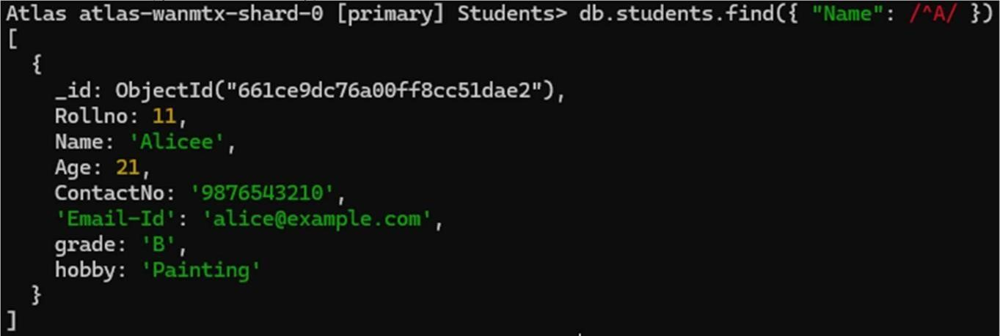 Atlas atlas-wanmtx-shard-0 [primary] Students> db.students.find({ "Name": /^A/ })
[
  {
    _id: ObjectId("661ce9dc76a00ff8cc51dae2"),
    Rollno: 11,
    Name: 'Alicee',
    Age: 21,
    ContactNo: '9876543210',
    'Email-Id': 'alice@example.com',
    grade: 'B',
    hobby: 'Painting'
  }
]